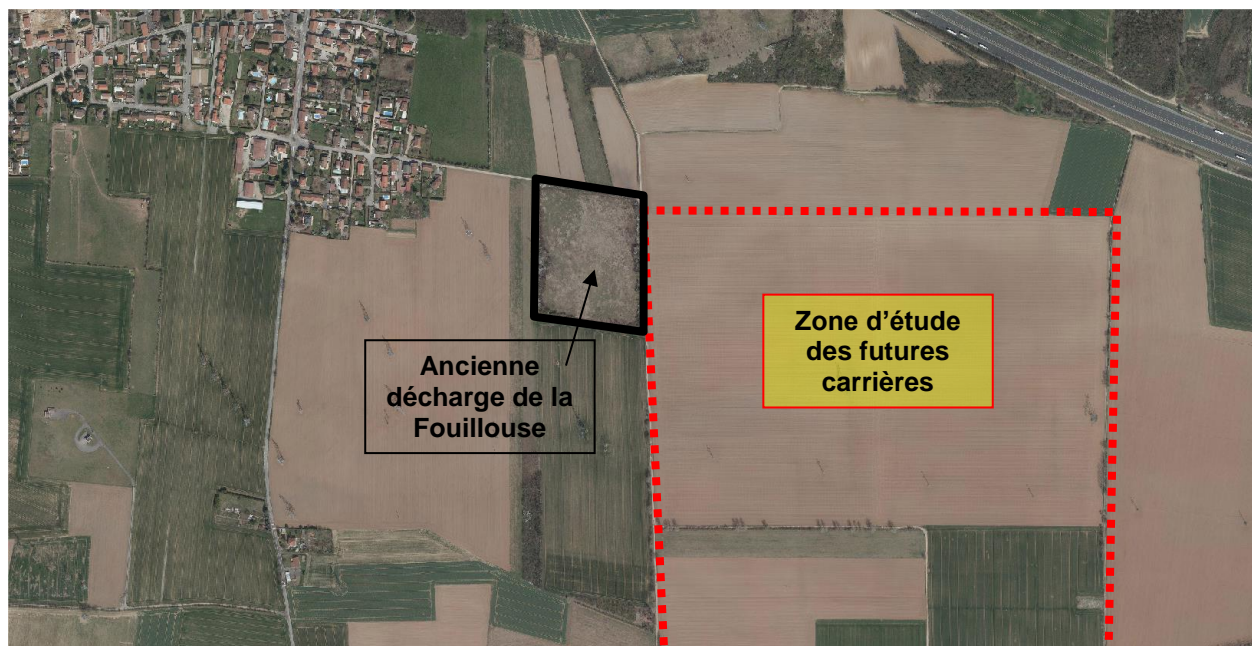 Zone d'étude
des futures
carrières
Ancienne
décharge de la
Fouillouse